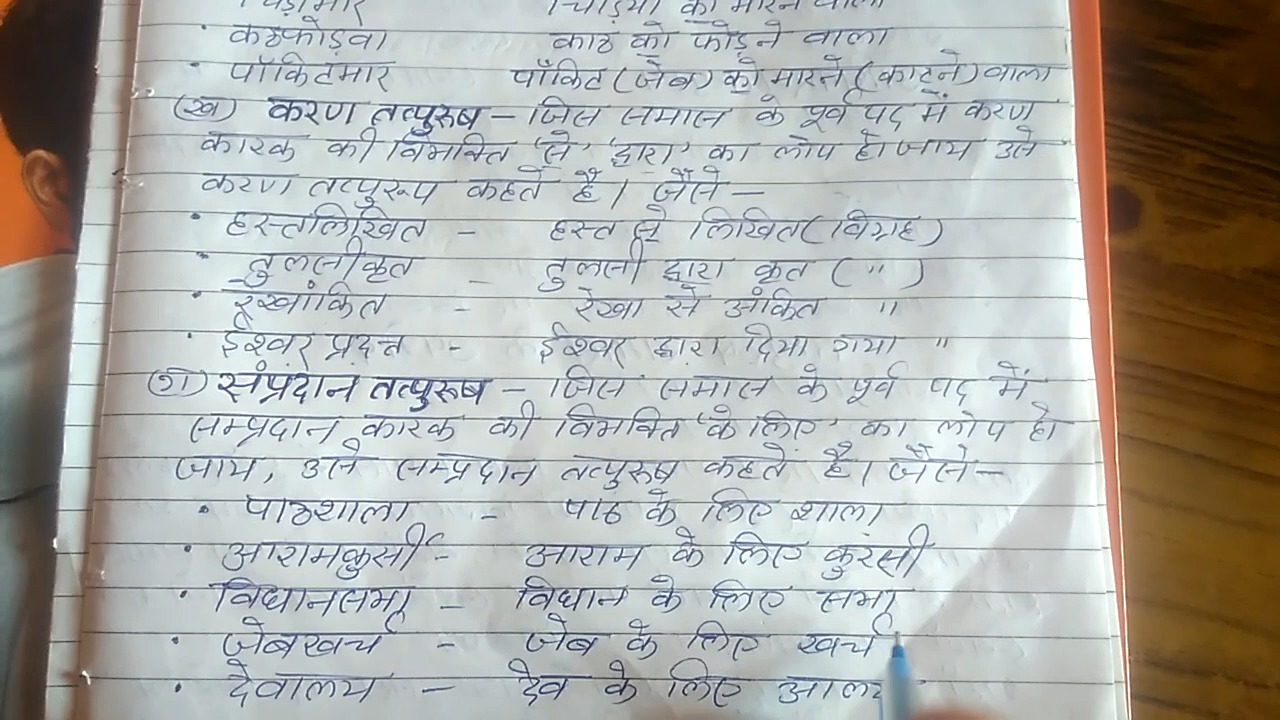 चिड़ीमार चिड़ियों को मारने वाला
• कठफोड़वा काठ को फोड़ने वाला
• पॉकिटमार पॉकिट (जेब) को मारने (काटने) वाला
(ख) करण तत्पुरुष – जिस समास के पूर्व पद में करण
कारक की विभक्ति 'से' 'द्वारा' का लोप हो जाय उसे
करण तत्पुरूष कहते हैं। जैसे –
• हस्तलिखित – हस्त से लिखित (विग्रह)
• तुलसीकृत – तुलसी द्वारा कृत ( " )
• रेखांकित – रेखा से अंकित "
• ईश्वर प्रदत्त – ईश्वर द्वारा दिया गया "
(ग) संप्रदान तत्पुरूष – जिस समास के पूर्व पद में
सम्प्रदान कारक की विभक्ति 'के लिए' का लोप हो
जाय, उसे सम्प्रदान तत्पुरूष कहते हैं। जैसे –
• पाठशाला – पाठ के लिए शाला
• आरामकुर्सी – आराम के लिए कुरसी
• विधानसभा – विधान के लिए सभा
• जेबखर्च – जेब के लिए खर्च
• देवालय – देव के लिए आलय